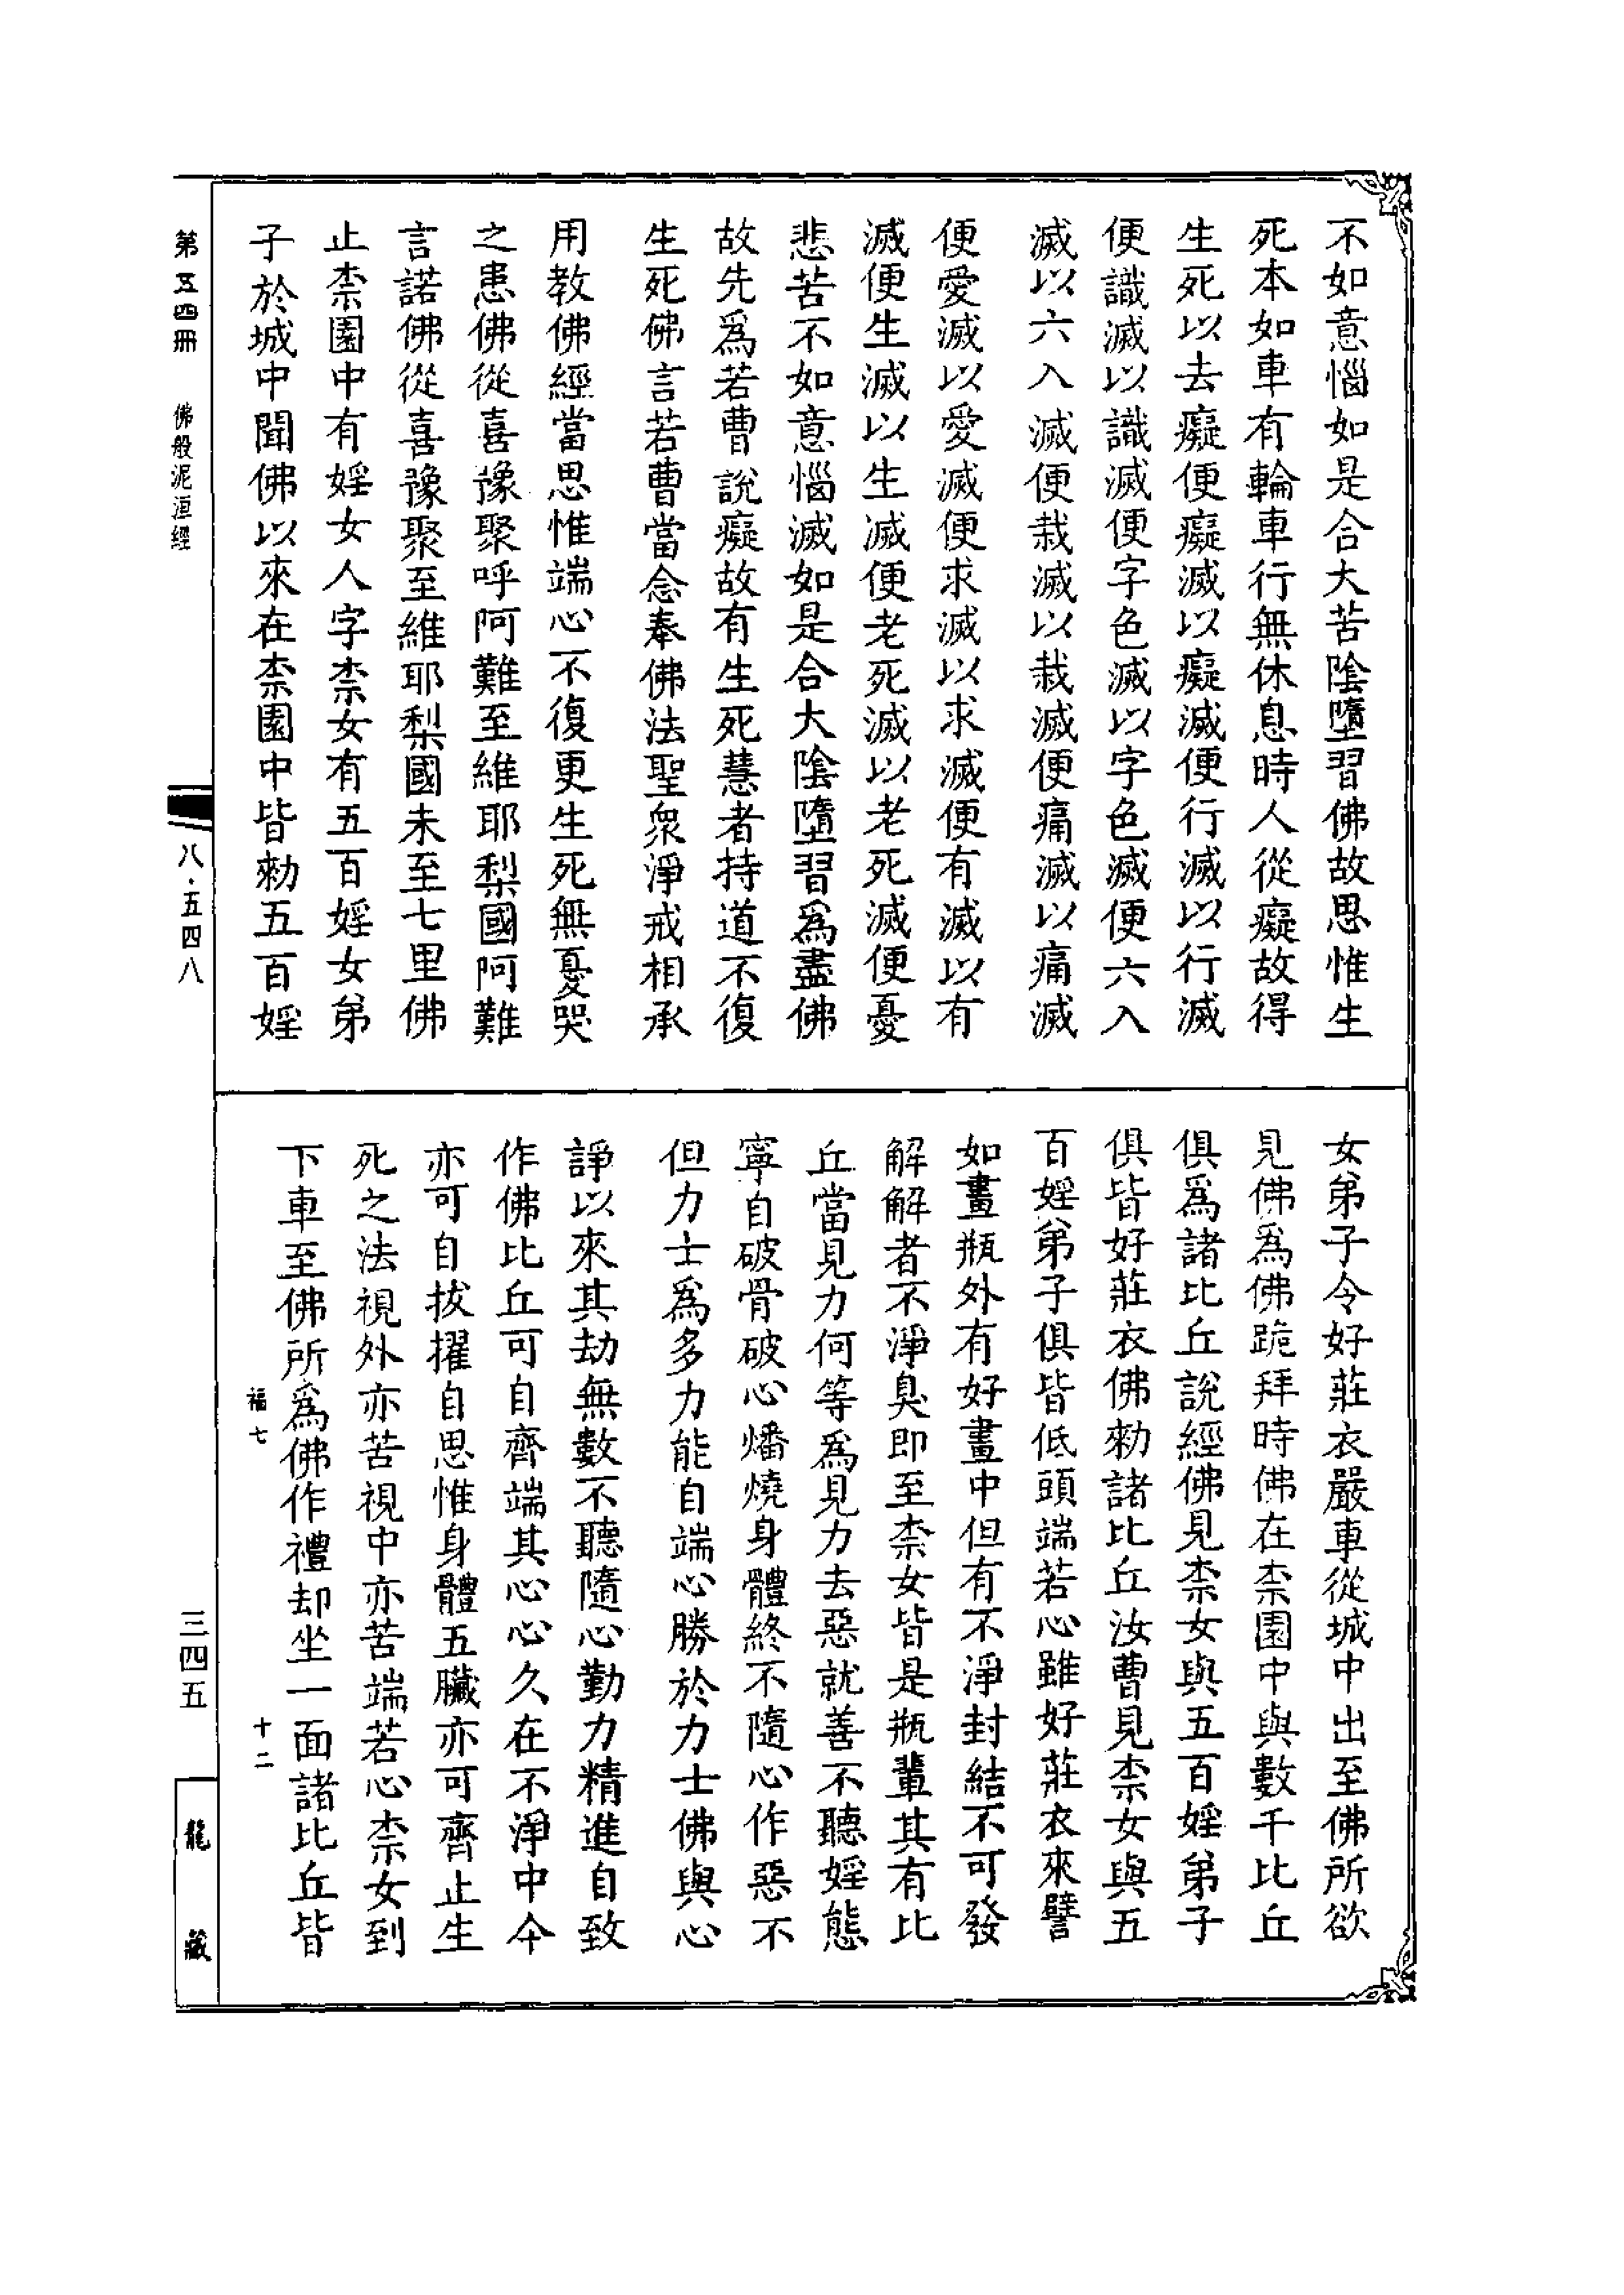 不如意惱如是合大苦陰墮習佛故思惟生
死本如車有輪車行無休息時人從癡故得
生死以去癡便癡滅以癡滅便行滅以行滅
便識滅以識滅便字色滅以字色滅便六入
滅以六入滅便栽滅以栽滅便痛滅以痛滅
便愛滅以愛滅便求滅以求滅便有滅以有
滅便生滅以生滅便老死滅以老死滅便憂
悲苦不如意惱滅如是合大陰墮習爲盡佛
故先爲若曹說癡故有生死慧者持道不復
生死佛言若曹當念奉佛法聖衆淨戒相承
用教佛經當思惟端心不復更生死無憂哭
之患佛從喜豫聚呼阿難至維耶梨國阿難
言諾佛從喜豫聚至維耶梨國未至七里佛
止柰園中有婬女人字柰女有五百婬女弟
子於城中聞佛以來在柰園中皆勑五百婬
女弟子令好莊衣嚴車從城中出至佛所欲
見佛爲佛跪拜時佛在柰園中與數千比丘
俱爲諸比丘說經佛見柰女與五百婬弟子
俱皆好莊衣佛勑諸比丘汝曹見柰女與五
百婬弟子俱皆低頭端若心雖好莊衣來譬
如畫瓶外有好畫中但有不淨封結不可發
解解者不淨臭即至柰女皆是瓶輩其有比
丘當見力何等爲見力去惡就善不聽婬態
寧自破骨破心燔燒身體終不隨心作惡不
但力士爲多力能自端心勝於力士佛與心
諍以來其劫無數不聽隨心勤力精進自致
作佛比丘可自齊端其心心久在不淨中今
亦可自拔擢自思惟身體五臟亦可齊止生
死之法視外亦苦視中亦苦端若心柰女到
下車至佛所爲佛作禮却坐一面諸比丘皆
福七
十二
第五四冊
佛般泥洹經
八·五四八
三四五
龍藏